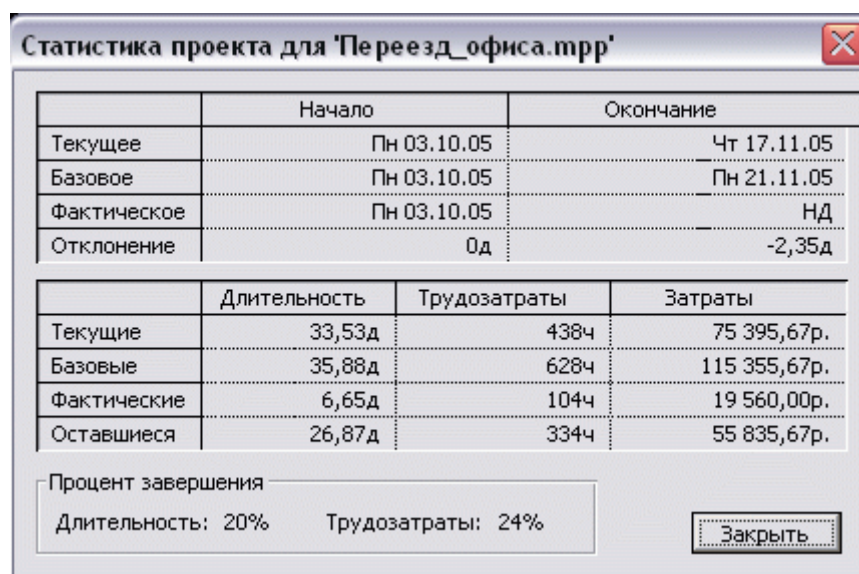 Статистика проекта для 'Переезд_офиса.mpp'
Начало Окончание
Текущее Пн 03.10.05 Чт 17.11.05
Базовое Пн 03.10.05 Пн 21.11.05
Фактическое Пн 03.10.05 НД
Отклонение 0д -2,35д
Длительность Трудозатраты Затраты
Текущие 33,53д 438ч 75 395,67р.
Базовые 35,88д 628ч 115 355,67р.
Фактические 6,65д 104ч 19 560,00р.
Оставшиеся 26,87д 334ч 55 835,67р.
Процент завершения
Длительность: 20% Трудозатраты: 24%
Закрыть